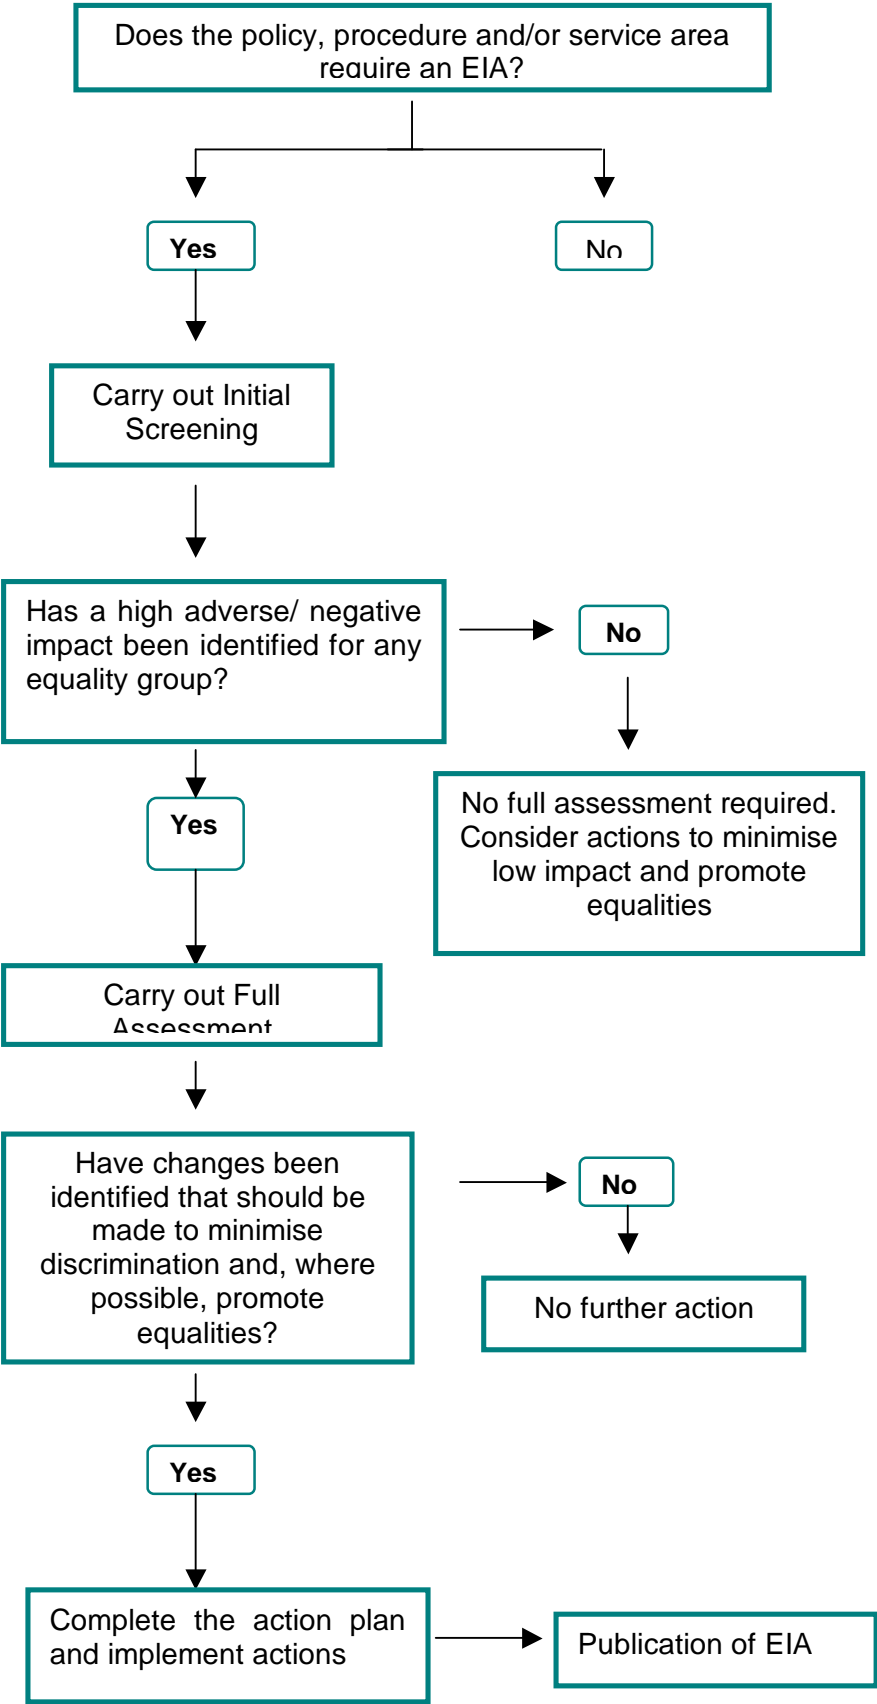 Does the policy, procedure and/or service area
require an EIA?
Yes
No
Carry out Initial
Screening
Has a high adverse/ negative
impact been identified for any
equality group?
No
Yes
No full assessment required.
Consider actions to minimise
low impact and promote
equalities
Carry out Full
Assessment
Have changes been
identified that should be
made to minimise
discrimination and, where
possible, promote
equalities?
No
No further action
Yes
Complete the action plan
and implement actions
Publication of EIA